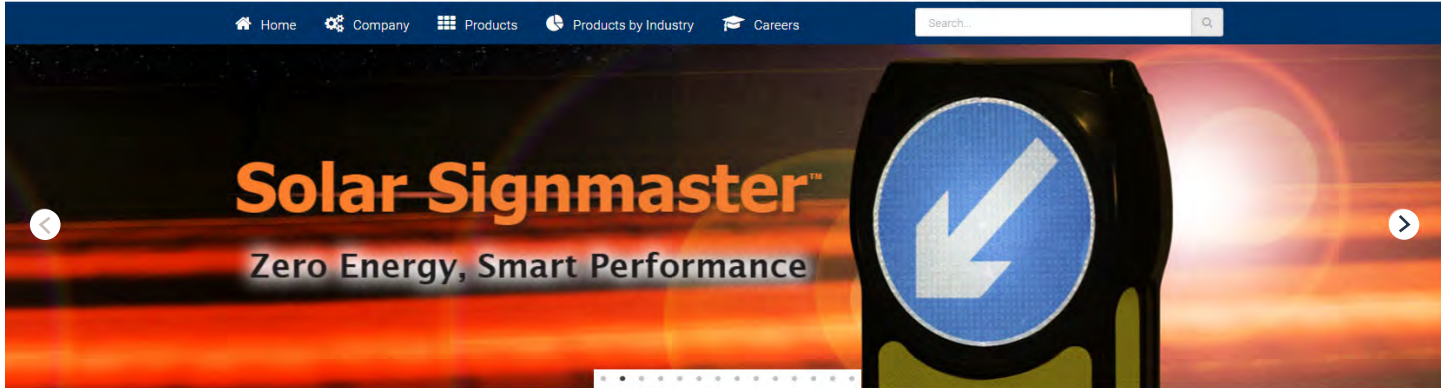 Home Company Products Products by Industry Careers Search...
Solar Signmaster™
Zero Energy, Smart Performance